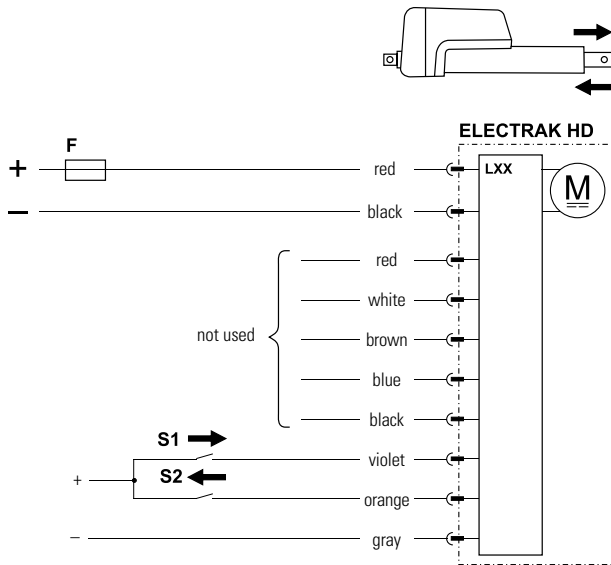 ELECTRAK HD
F
+ red LXX
M
− black
red
white
not used
brown
blue
black
S1
violet
+ S2
orange
− gray